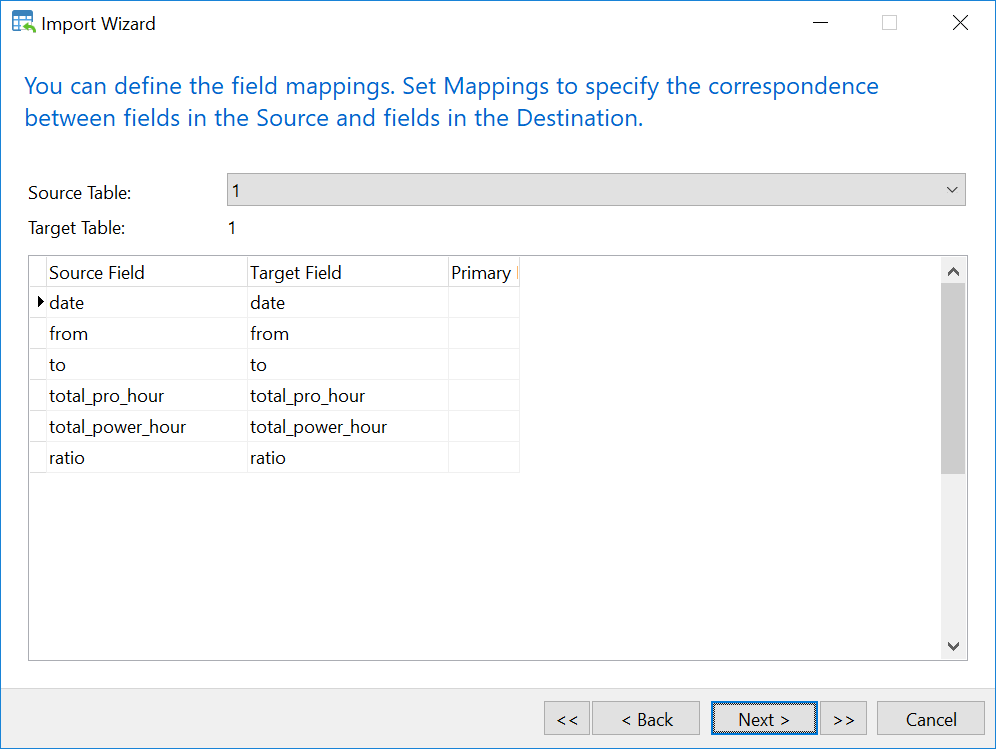 Import Wizard
You can define the field mappings. Set Mappings to specify the correspondence
between fields in the Source and fields in the Destination.
Source Table: 1
Target Table: 1
Source Field Target Field Primary
date date
from from
to to
total_pro_hour total_pro_hour
total_power_hour total_power_hour
ratio ratio
<< < Back Next > >> Cancel